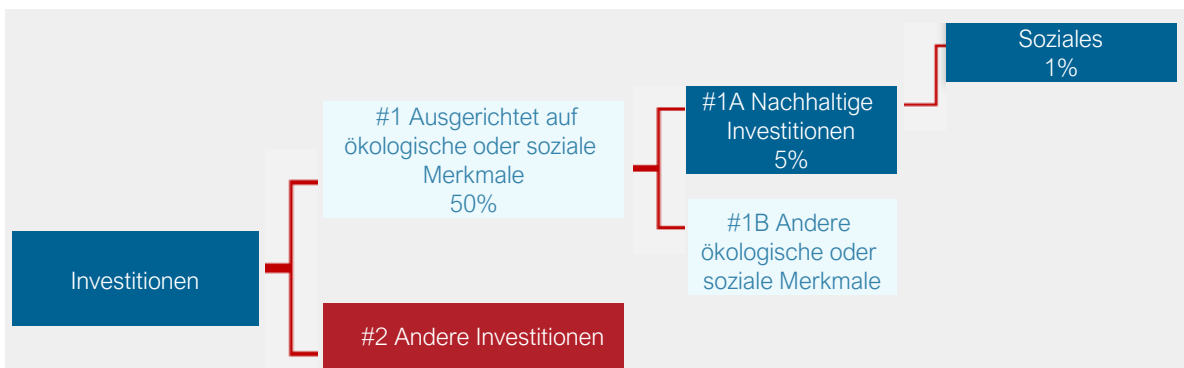 Soziales
1%
#1A Nachhaltige
Investitionen
5%
#1 Ausgerichtet auf
ökologische oder soziale
Merkmale
50%
#1B Andere
ökologische oder
soziale Merkmale
Investitionen
#2 Andere Investitionen